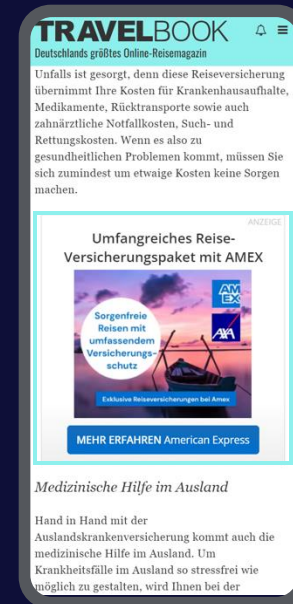 TRAVELBOOK
Deutschlands größtes Online-Reisemagazin
Unfalls ist gesorgt, denn diese Reiseversicherung
übernimmt Ihre Kosten für Krankenhausaufhalte,
Medikamente, Rücktransporte sowie auch
zahnärztliche Notfallkosten, Such- und
Rettungskosten. Wenn es also zu
gesundheitlichen Problemen kommt, müssen Sie
sich zumindest um etwaige Kosten keine Sorgen
machen.
ANZEIGE
Umfangreiches Reise-
Versicherungspaket mit AMEX
AM
EX
Sorgenfreie
Reisen mit
umfassendem
Versicherungs-
schutz
AXA
Exklusive Reiseversicherungen bei Amex
MEHR ERFAHREN American Express
Medizinische Hilfe im Ausland
Hand in Hand mit der
Auslandskrankenversicherung kommt auch die
medizinische Hilfe im Ausland. Um
Krankheitsfälle im Ausland so stressfrei wie
möglich zu gestalten, wird Ihnen bei der